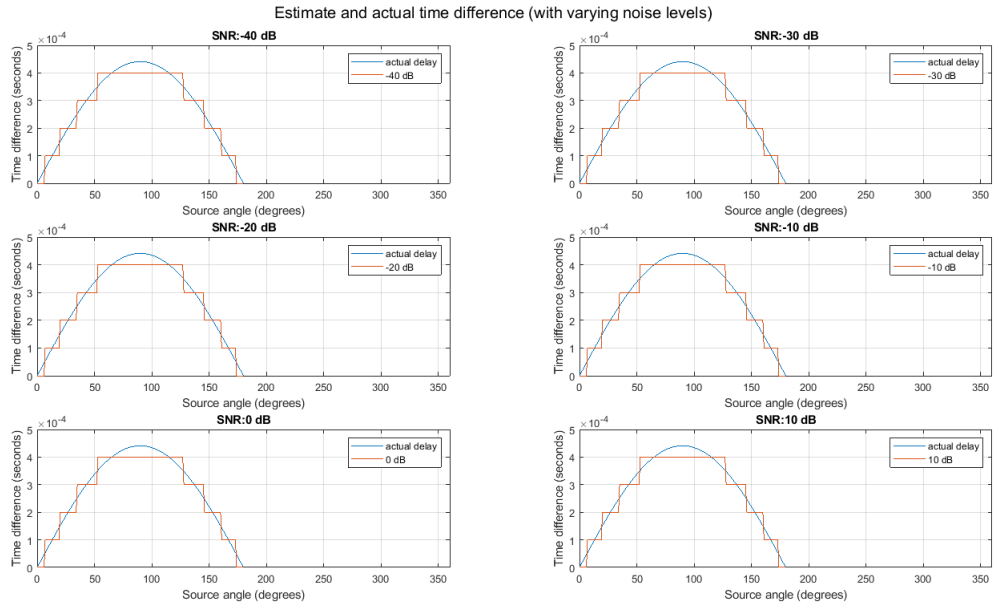 Estimate and actual time difference (with varying noise levels)
SNR:-40 dB
×10⁻⁴
5
4
3
2
1
0
Time difference (seconds)
actual delay
-40 dB
0 50 100 150 200 250 300 350
Source angle (degrees)
SNR:-30 dB
×10⁻⁴
5
4
3
2
1
0
Time difference (seconds)
actual delay
-30 dB
0 50 100 150 200 250 300 350
Source angle (degrees)
SNR:-20 dB
×10⁻⁴
5
4
3
2
1
0
Time difference (seconds)
actual delay
-20 dB
0 50 100 150 200 250 300 350
Source angle (degrees)
SNR:-10 dB
×10⁻⁴
5
4
3
2
1
0
Time difference (seconds)
actual delay
-10 dB
0 50 100 150 200 250 300 350
Source angle (degrees)
SNR:0 dB
×10⁻⁴
5
4
3
2
1
0
Time difference (seconds)
actual delay
0 dB
0 50 100 150 200 250 300 350
Source angle (degrees)
SNR:10 dB
×10⁻⁴
5
4
3
2
1
0
Time difference (seconds)
actual delay
10 dB
0 50 100 150 200 250 300 350
Source angle (degrees)